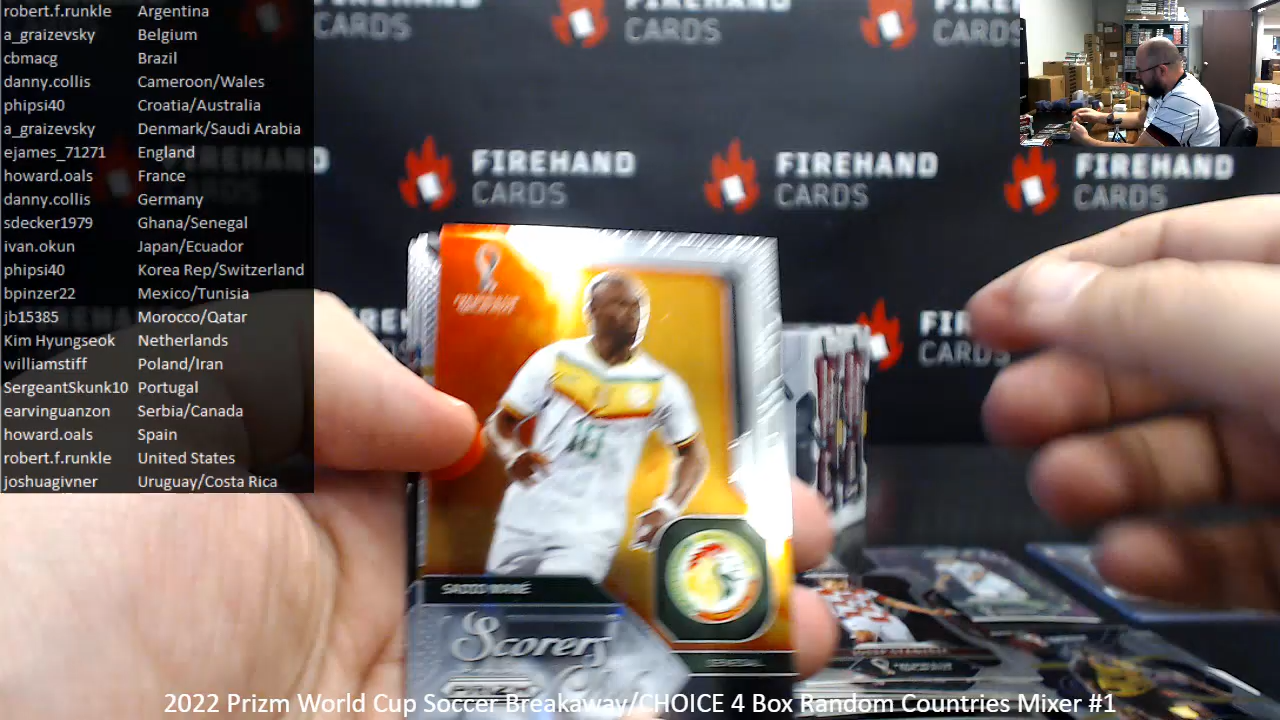 robert.f.runkle Argentina
a_graizevsky Belgium
cbmacg Brazil
danny.collis Cameroon/Wales
phipsi40 Croatia/Australia
a_graizevsky Denmark/Saudi Arabia
ejames_71271 England
howard.oals France
danny.collis Germany
sdecker1979 Ghana/Senegal
ivan.okun Japan/Ecuador
phipsi40 Korea Rep/Switzerland
bpinzer22 Mexico/Tunisia
jb15385 Morocco/Qatar
Kim Hyungseok Netherlands
williamstiff Poland/Iran
SergeantSkunk10 Portugal
earvinguanzon Serbia/Canada
howard.oals Spain
robert.f.runkle United States
joshuagivner Uruguay/Costa Rica
CARDS
CARDS
CARDS
FIREHAND
CARDS
FIREHAND
CARDS
FIREHAND
CARDS
CARDS
SADIO MANÉ
Scorers
Club
SENEGAL
2022 Prizm World Cup Soccer Breakaway/CHOICE 4 Box Random Countries Mixer #1